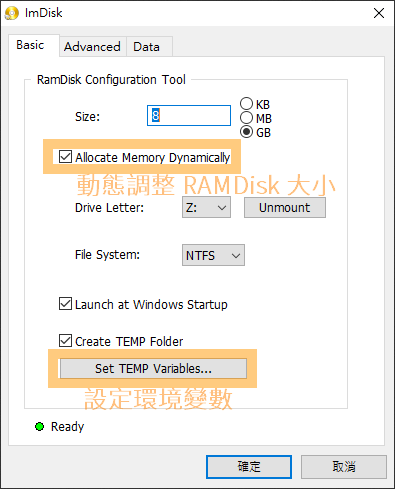 ImDisk
Basic
Advanced
Data
RamDisk Configuration Tool
Size:
8
KB
MB
GB
Allocate Memory Dynamically
動態調整 RAMDisk 大小
Drive Letter:
Z:
Unmount
File System:
NTFS
Launch at Windows Startup
Create TEMP Folder
Set TEMP Variables...
設定環境變數
Ready
確定
取消